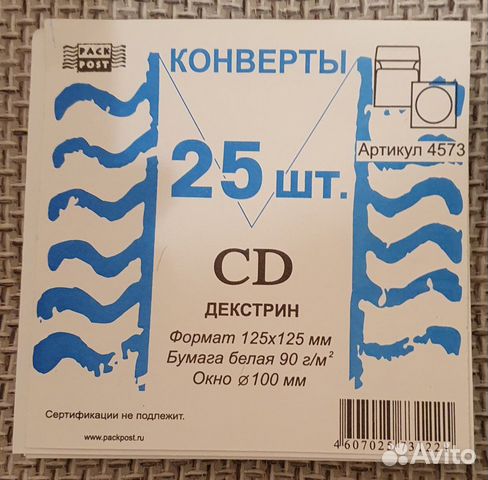 PACK
POST
КОНВЕРТЫ
Артикул 4573
25 шт.
CD
ДЕКСТРИН
Формат 125x125 мм
Бумага белая 90 г/м²
Окно ⌀100 мм
Сертификации не подлежит.
www.packpost.ru
Avito